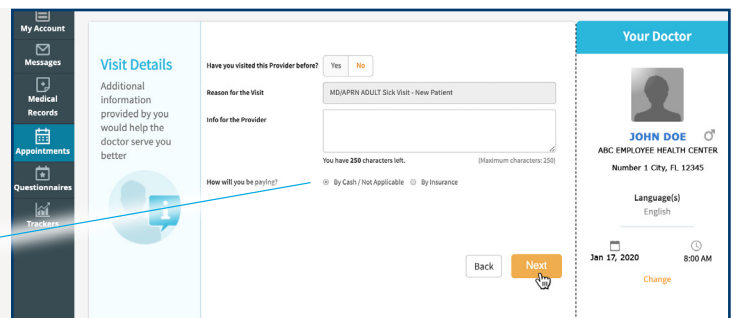 My Account
Messages
Medical
Records
Appointments
Questionnaires
Trackers
Visit Details
Additional
information
provided by you
would help the
doctor serve you
better
Have you visited this Provider before?
Yes No
Reason for the Visit
MD/APRN ADULT Sick Visit - New Patient
Info for the Provider
You have 250 characters left. (Maximum characters: 250)
How will you be paying?
By Cash / Not Applicable By Insurance
Back Next
Your Doctor
JOHN DOE
ABC EMPLOYEE HEALTH CENTER
Number 1 City, FL 12345
Language(s)
English
Jan 17, 2020 8:00 AM
Change